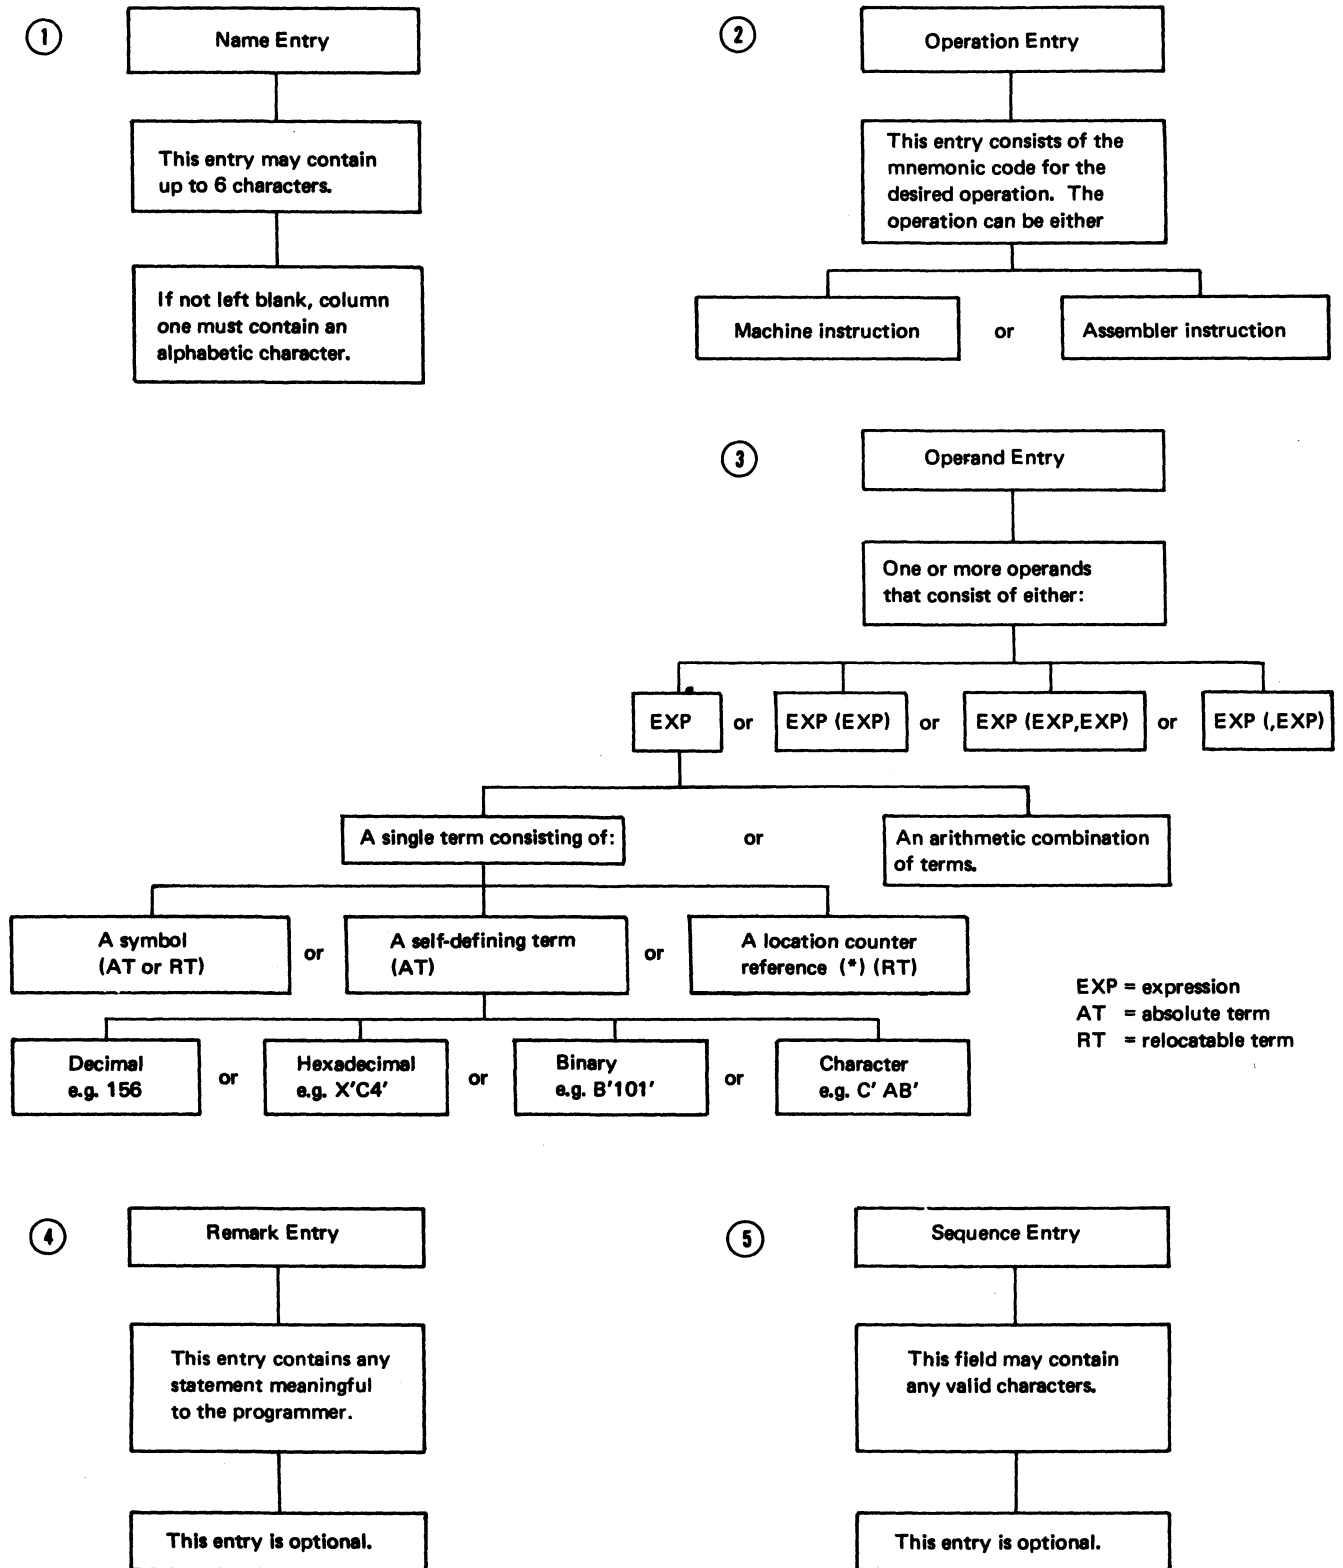 1
Name Entry
This entry may contain
up to 6 characters.
If not left blank, column
one must contain an
alphabetic character.
2
Operation Entry
This entry consists of the
mnemonic code for the
desired operation. The
operation can be either
Machine instruction or Assembler instruction
3
Operand Entry
One or more operands
that consist of either:
EXP or EXP (EXP) or EXP (EXP,EXP) or EXP (,EXP)
A single term consisting of: or An arithmetic combination
of terms.
A symbol
(AT or RT)
or
A self-defining term
(AT)
or
A location counter
reference (*) (RT)
EXP = expression
AT = absolute term
RT = relocatable term
Decimal
e.g. 156
or
Hexadecimal
e.g. X'C4'
or
Binary
e.g. B'101'
or
Character
e.g. C' AB'
4
Remark Entry
This entry contains any
statement meaningful
to the programmer.
This entry is optional.
5
Sequence Entry
This field may contain
any valid characters.
This entry is optional.